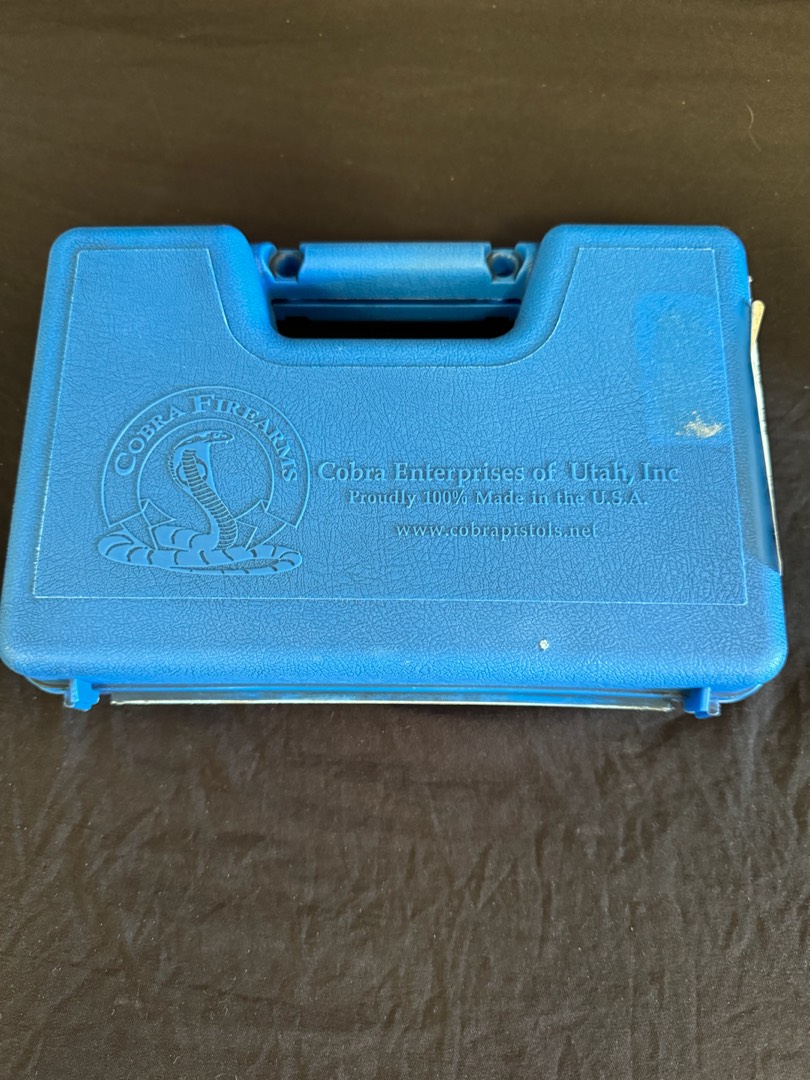 COBRA FIREARMS
Cobra Enterprises of Utah, Inc
Proudly 100% Made in the U.S.A.
www.cobrapistols.net